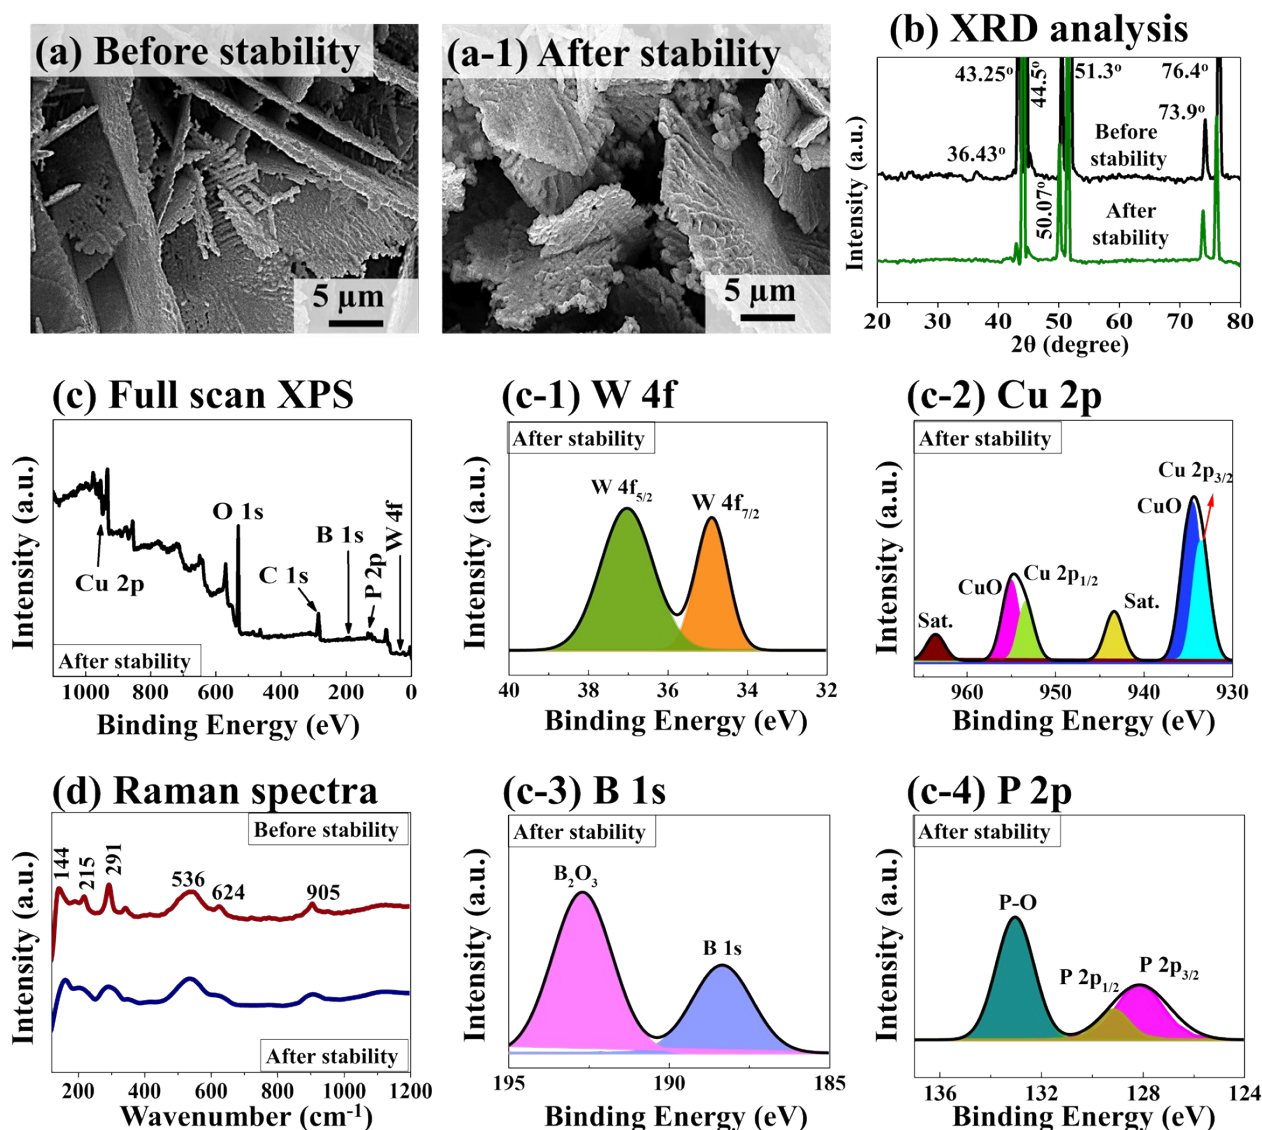 (a) Before stability
5 µm
(a-1) After stability
5 µm
(b) XRD analysis
Intensity (a.u.)
43.25°
44.5°
51.3°
76.4°
73.9°
36.43°
50.07°
Before
stability
After
stability
20 30 40 50 60 70 80
2θ (degree)
(c) Full scan XPS
Intensity (a.u.)
Cu 2p
O 1s
C 1s
B 1s
P 2p
W 4f
After stability
1000 800 600 400 200 0
Binding Energy (eV)
(c-1) W 4f
After stability
Intensity (a.u.)
W 4f5/2
W 4f7/2
40 38 36 34 32
Binding Energy (eV)
(c-2) Cu 2p
After stability
Intensity (a.u.)
Cu 2p3/2
CuO
CuO
Cu 2p1/2
Sat.
Sat.
960 950 940 930
Binding Energy (eV)
(d) Raman spectra
Before stability
Intensity (a.u.)
144
215
291
536
624
905
After stability
200 400 600 800 1000 1200
Wavenumber (cm-1)
(c-3) B 1s
After stability
Intensity (a.u.)
B2O3
B 1s
195 190 185
Binding Energy (eV)
(c-4) P 2p
After stability
Intensity (a.u.)
P-O
P 2p1/2
P 2p3/2
136 132 128 124
Binding Energy (eV)